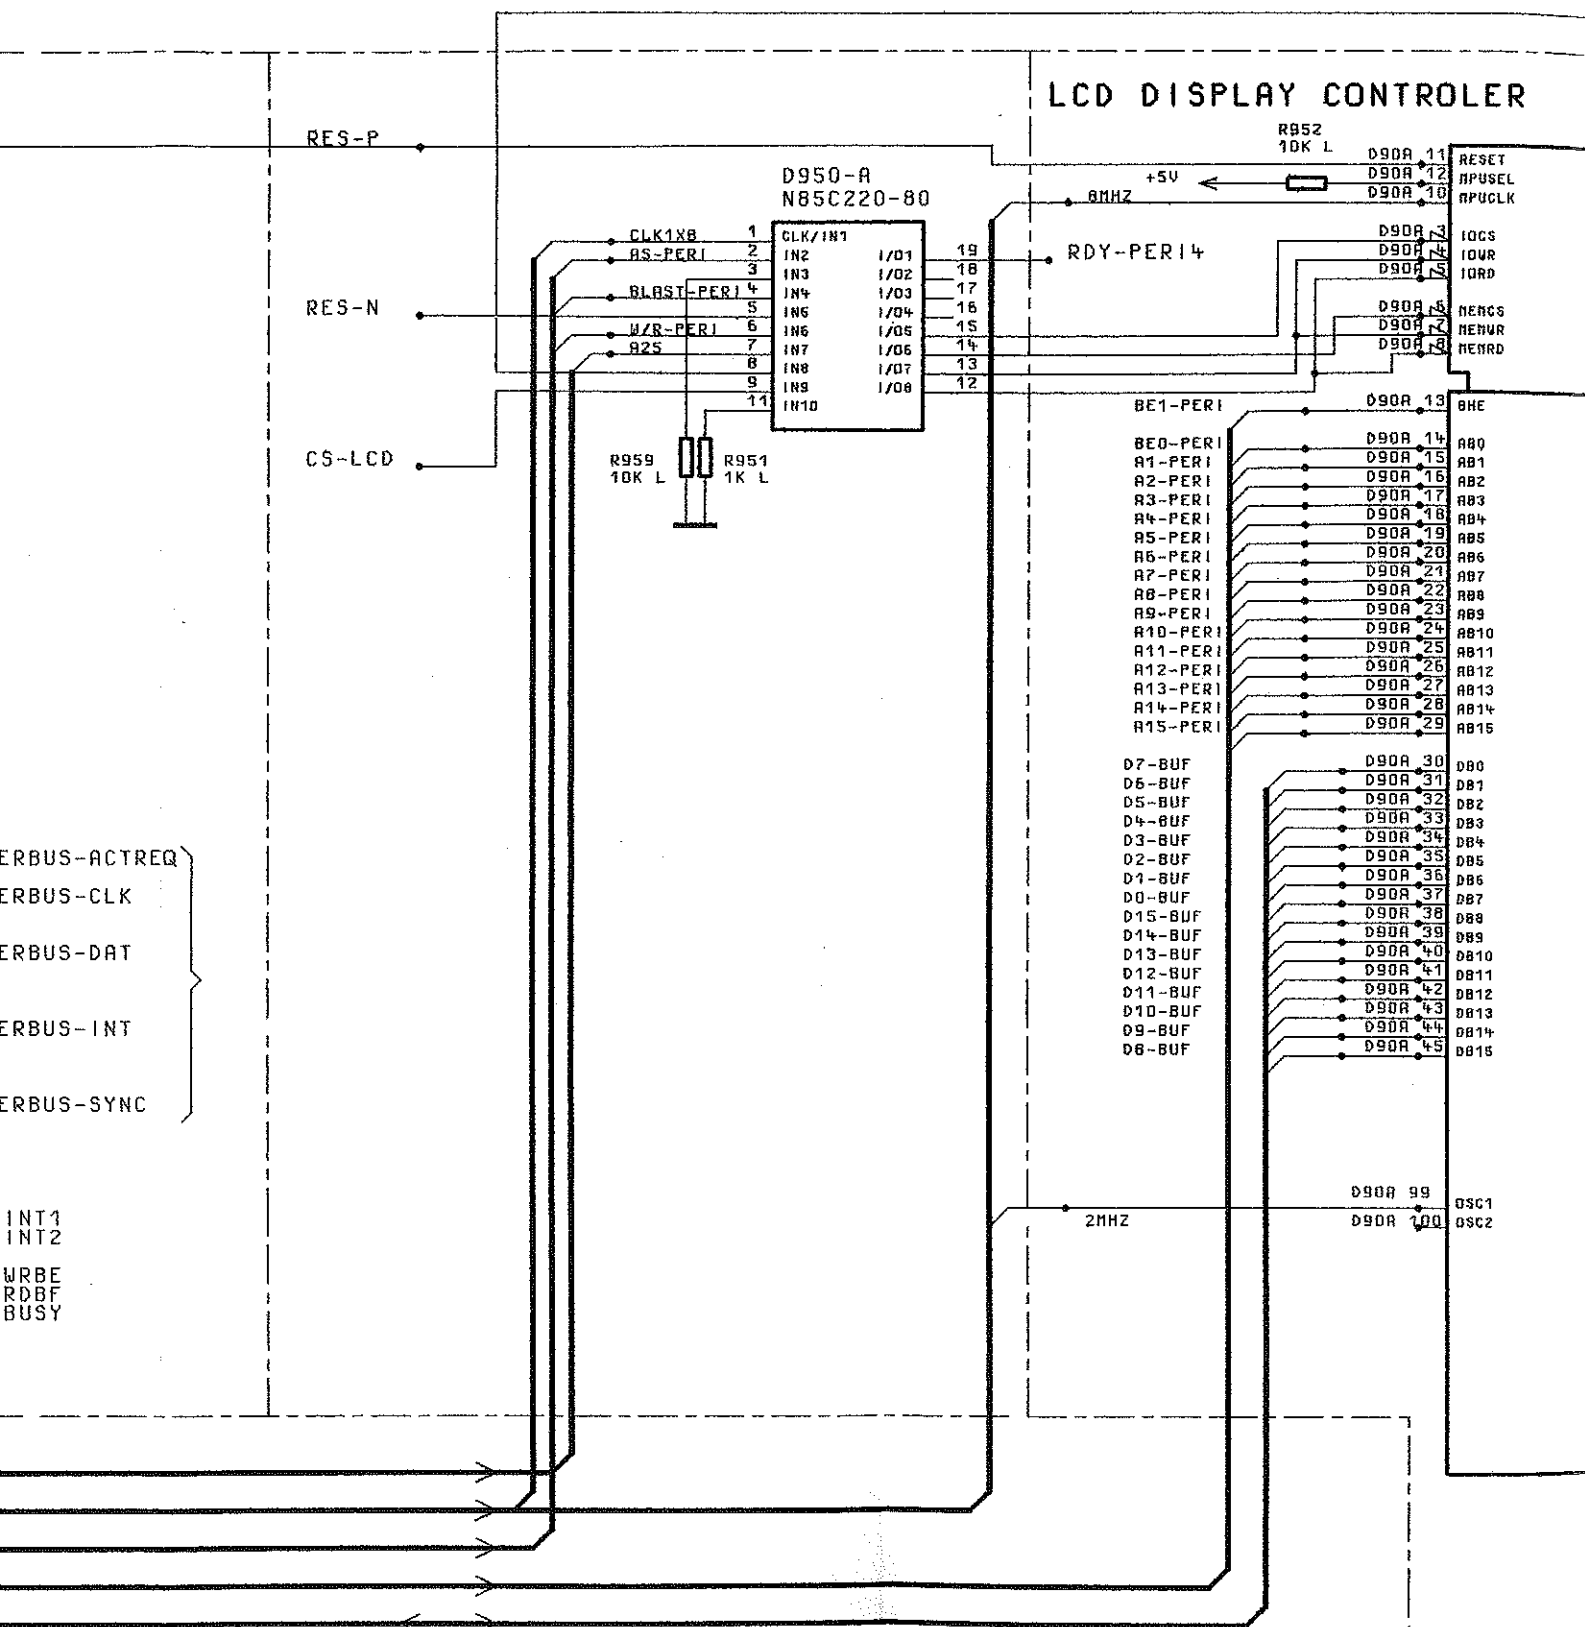 LCD DISPLAY CONTROLER
RES-P
R952
10K L
+5V
8MHZ
D90A 11 RESET
D90A 12 MPUSEL
D90A 10 MPUCLK
D950-A
N85C220-80
CLK1X8 1 CLK/IN1
AS-PERI 2 IN2
3 IN3
BLAST-PERI 4 IN4
RES-N
5 IN5
W/R-PERI 6 IN6
A25 7 IN7
8 IN8
9 IN9
11 IN10
I/O1 19
I/O2 18
I/O3 17
I/O4 16
I/O5 15
I/O6 14
I/O7 13
I/O8 12
RDY-PERI4
D90A 3 IOCS
D90A 4 IOWR
D90A 5 IORD
D90A 6 MEMCS
D90A 7 MEMWR
D90A 8 MEMRD
CS-LCD
R959
10K L
R951
1K L
BE1-PERI D90A 13 BHE
BE0-PERI D90A 14 AB0
A1-PERI D90A 15 AB1
A2-PERI D90A 16 AB2
A3-PERI D90A 17 AB3
A4-PERI D90A 18 AB4
A5-PERI D90A 19 AB5
A6-PERI D90A 20 AB6
A7-PERI D90A 21 AB7
A8-PERI D90A 22 AB8
A9-PERI D90A 23 AB9
A10-PERI D90A 24 AB10
A11-PERI D90A 25 AB11
A12-PERI D90A 26 AB12
A13-PERI D90A 27 AB13
A14-PERI D90A 28 AB14
A15-PERI D90A 29 AB15
D7-BUF D90A 30 DB0
D6-BUF D90A 31 DB1
D5-BUF D90A 32 DB2
D4-BUF D90A 33 DB3
D3-BUF D90A 34 DB4
D2-BUF D90A 35 DB5
D1-BUF D90A 36 DB6
D0-BUF D90A 37 DB7
D15-BUF D90A 38 DB8
D14-BUF D90A 39 DB9
D13-BUF D90A 40 DB10
D12-BUF D90A 41 DB11
D11-BUF D90A 42 DB12
D10-BUF D90A 43 DB13
D9-BUF D90A 44 DB14
D8-BUF D90A 45 DB15
ERBUS-ACTREQ
ERBUS-CLK
ERBUS-DAT
ERBUS-INT
ERBUS-SYNC
INT1
INT2
WRBE
RDBF
BUSY
2MHZ
D90A 99 OSC1
D90A 100 OSC2